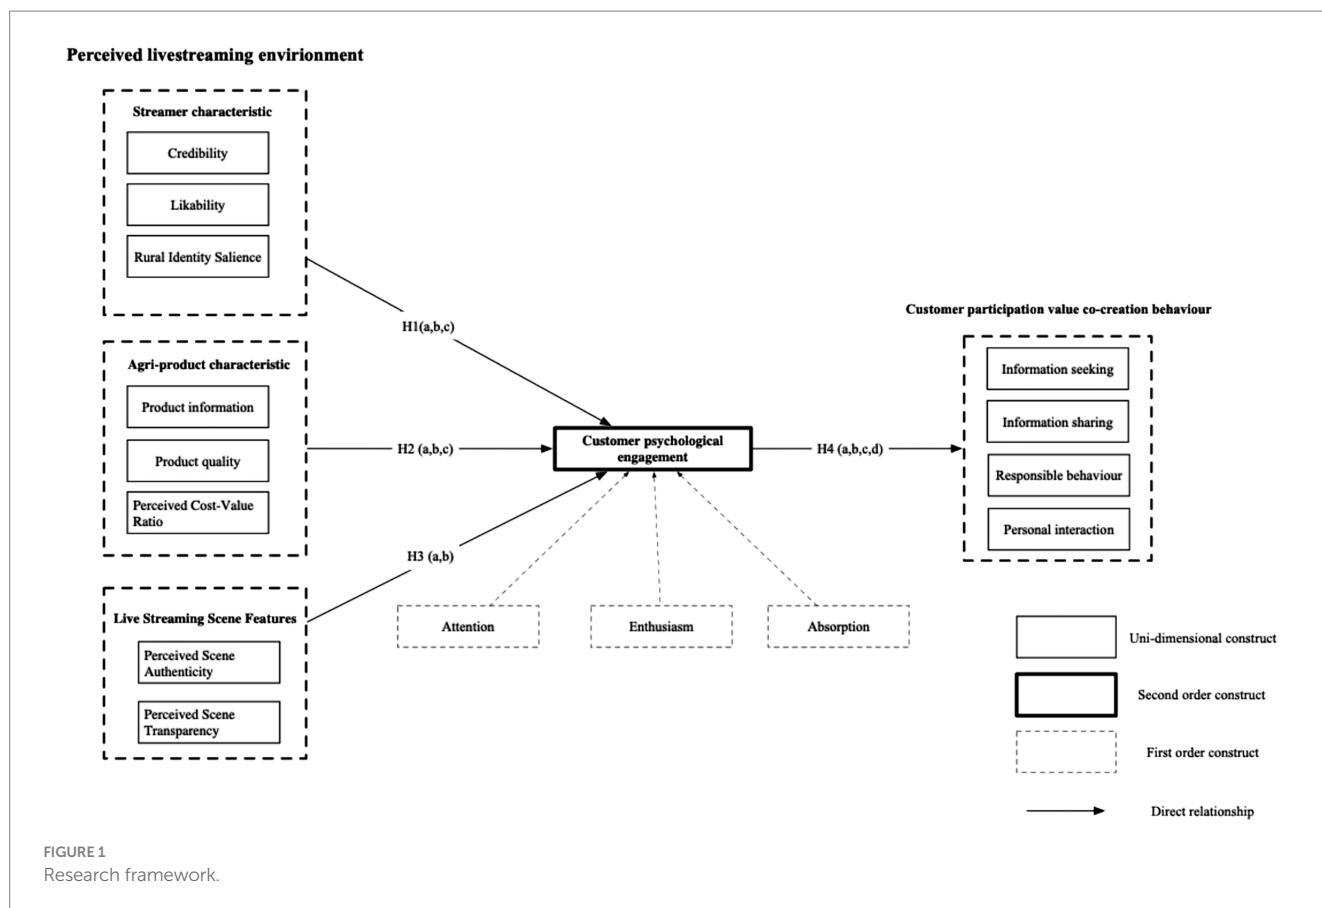 Perceived livestreaming envirionment
Streamer characteristic
Credibility
Likability
Rural Identity Salience
H1(a,b,c)
Agri-product characteristic
Product information
Product quality
Perceived Cost-Value
Ratio
H2 (a,b,c)
Live Streaming Scene Features
Perceived Scene
Authenticity
Perceived Scene
Transparency
H3 (a,b)
Customer psychological
engagement
Attention
Enthusiasm
Absorption
H4 (a,b,c,d)
Customer participation value co-creation behaviour
Information seeking
Information sharing
Responsible behaviour
Personal interaction
Uni-dimensional construct
Second order construct
First order construct
Direct relationship
FIGURE 1
Research framework.